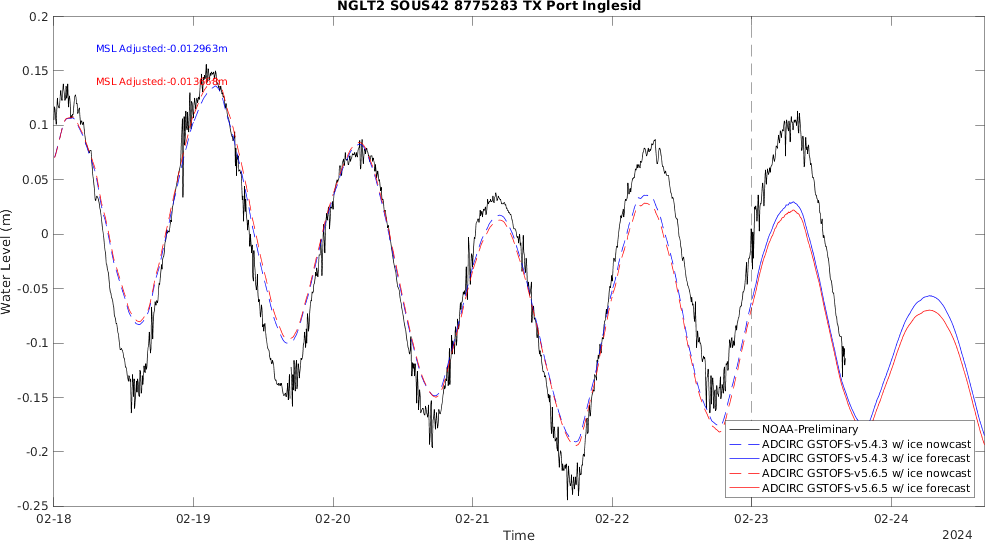 NGLT2 SOUS42 8775283 TX Port Inglesid
0.2
MSL Adjusted:-0.012963m
0.15
MSL Adjusted:
0.1
0.05
0
-0.05
-0.1
-0.15
-0.2
-0.25
Water Level (m)
NOAA-Preliminary
ADCIRC GSTOFS-v5.4.3 w/ ice nowcast
ADCIRC GSTOFS-v5.4.3 w/ ice forecast
ADCIRC GSTOFS-v5.6.5 w/ ice nowcast
ADCIRC GSTOFS-v5.6.5 w/ ice forecast
02-18 02-19 02-20 02-21 02-22 02-23 02-24
Time
2024